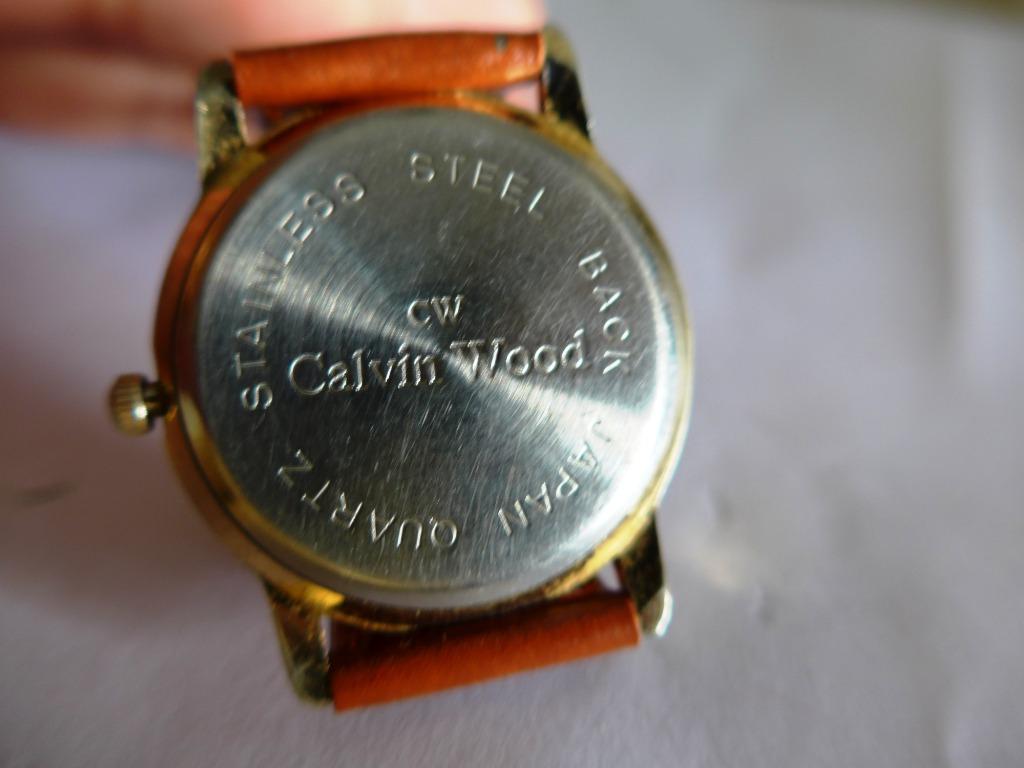 STAINLESS STEEL BACK
CW
Calvin Wood
JAPAN QUARTZ